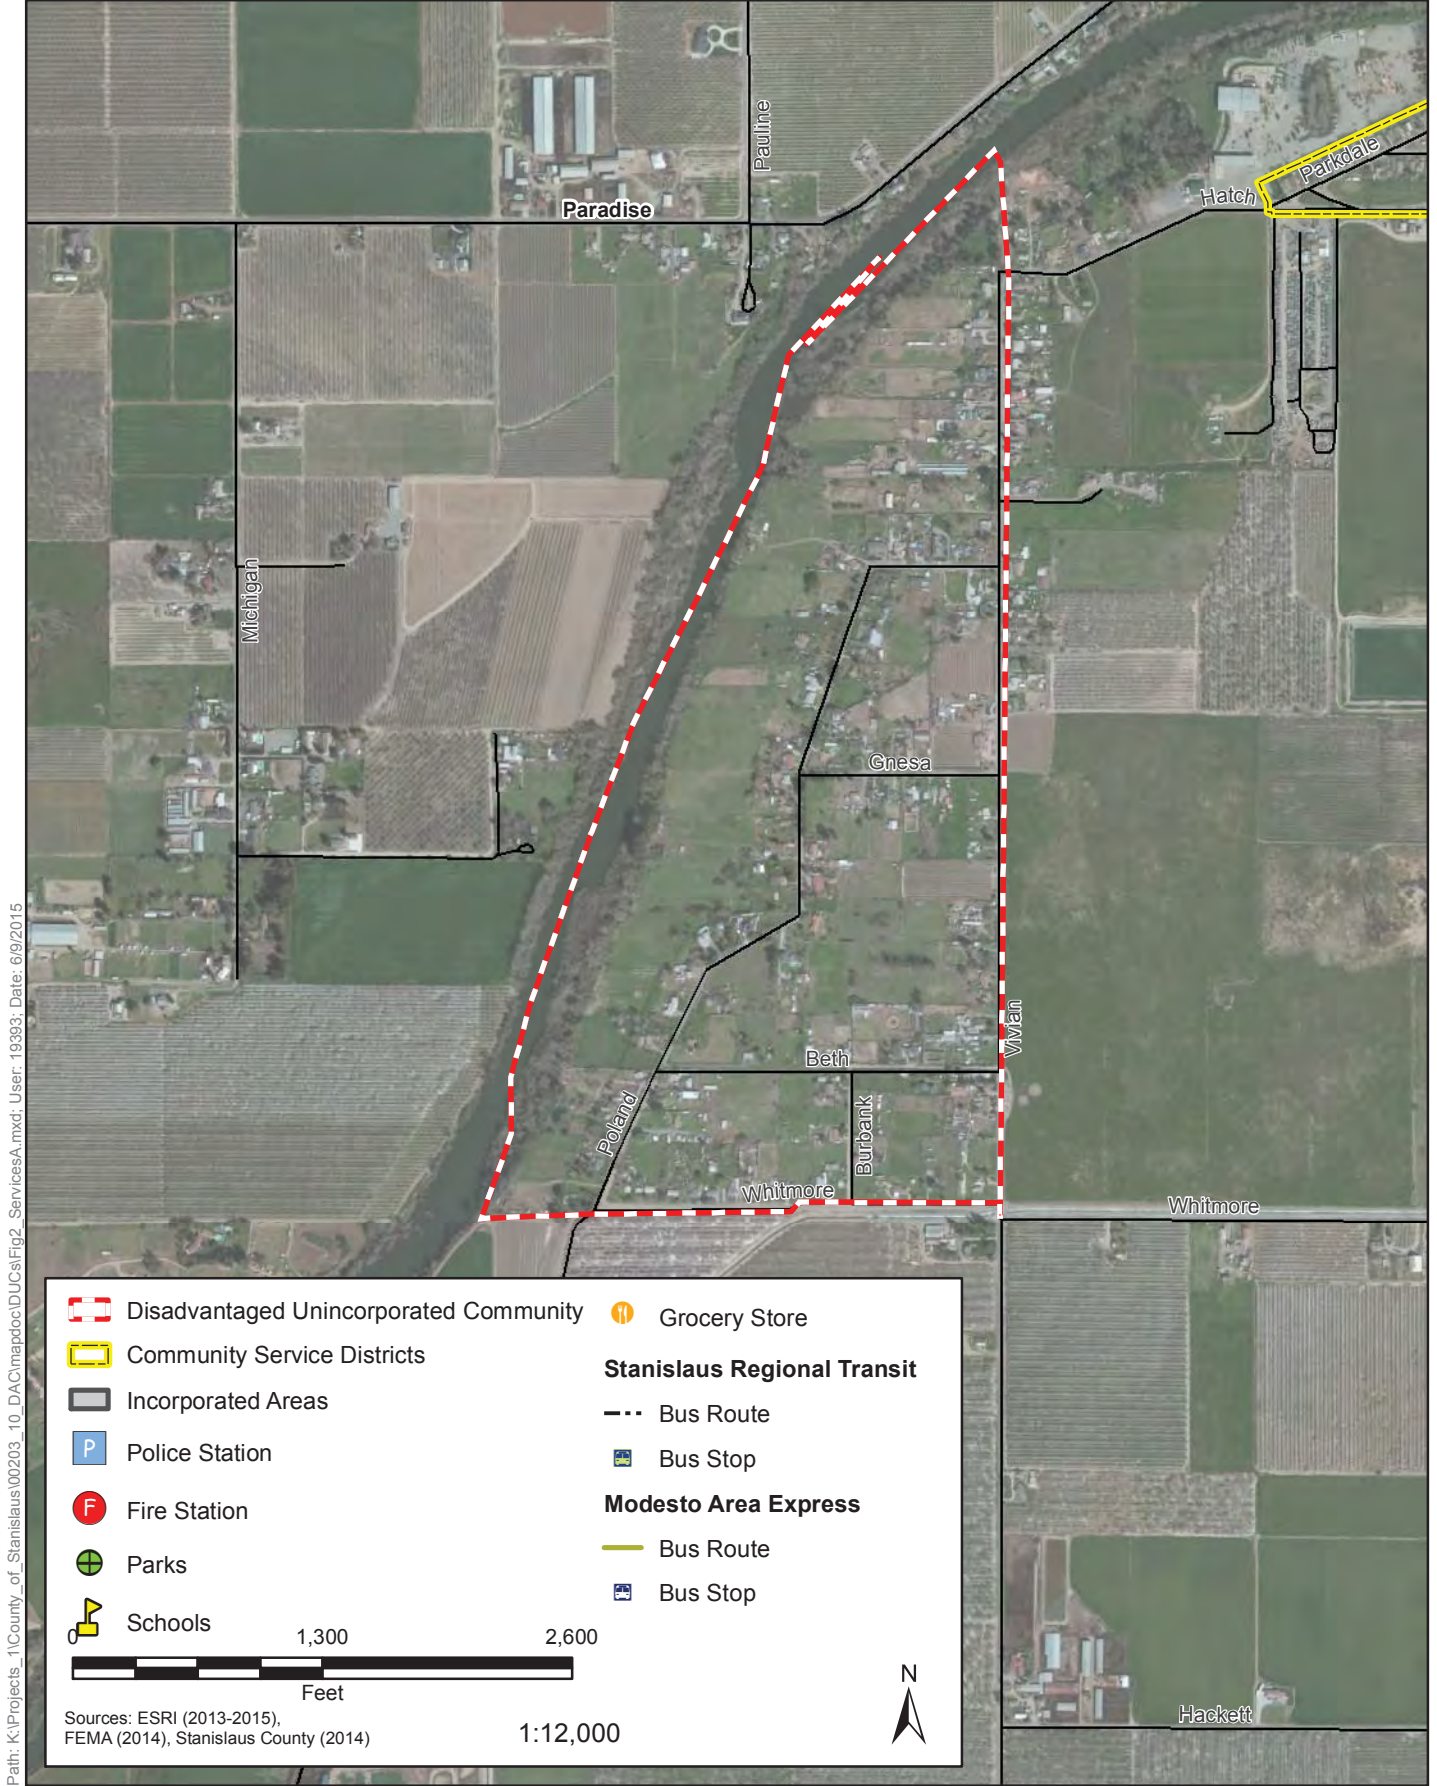 Pauline
Parkdale
Hatch
Paradise
Michigan
Gnesa
Vivian
Beth
Poland
Burbank
Whitmore
Whitmore
Hackett
Disadvantaged Unincorporated Community
Community Service Districts
Incorporated Areas
P Police Station
F Fire Station
Parks
Schools
Grocery Store
Stanislaus Regional Transit
Bus Route
Bus Stop
Modesto Area Express
Bus Route
Bus Stop
0 1,300 2,600
Feet
Sources: ESRI (2013-2015),
FEMA (2014), Stanislaus County (2014)
1:12,000
N
Path: K:\Projects_1\County_of_Stanislaus\00203_10_DAC\mapdoc\DUCs\Fig2_ServicesA.mxd; User: 19393; Date: 6/9/2015